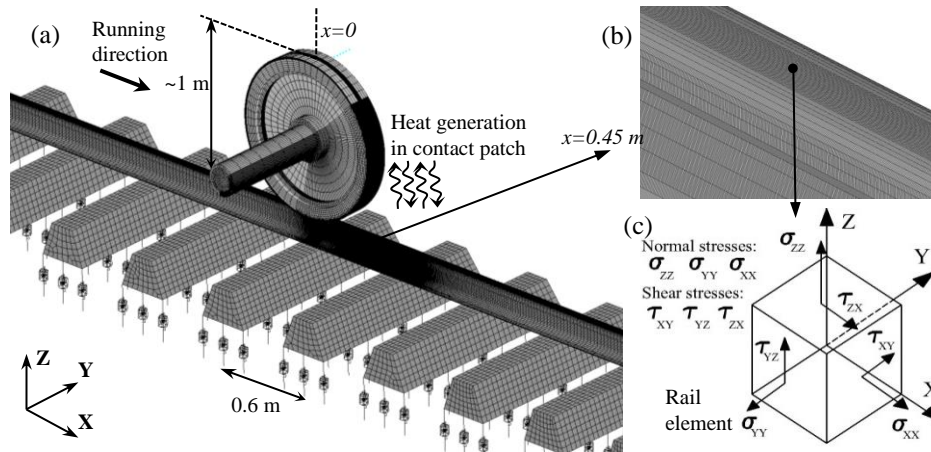 (a)
Running
direction
x=0
~1 m
Heat generation
in contact patch
x=0.45 m
0.6 m
Z
Y
X
(b)
(c)
Normal stresses:
σZZ σYY σXX
Shear stresses:
τXY τYZ τZX
σZZ
Z
Y
τZX
τXY
τYZ
X
Rail
element
σYY
σXX